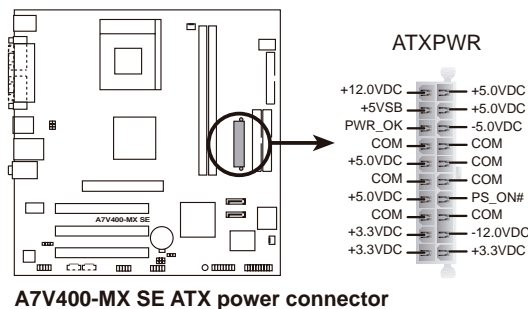 ATXPWR
+12.0VDC +5.0VDC
+5VSB +5.0VDC
PWR_OK -5.0VDC
COM COM
+5.0VDC COM
COM COM
+5.0VDC PS_ON#
COM COM
+3.3VDC -12.0VDC
+3.3VDC +3.3VDC
A7V400-MX SE
A7V400-MX SE ATX power connector